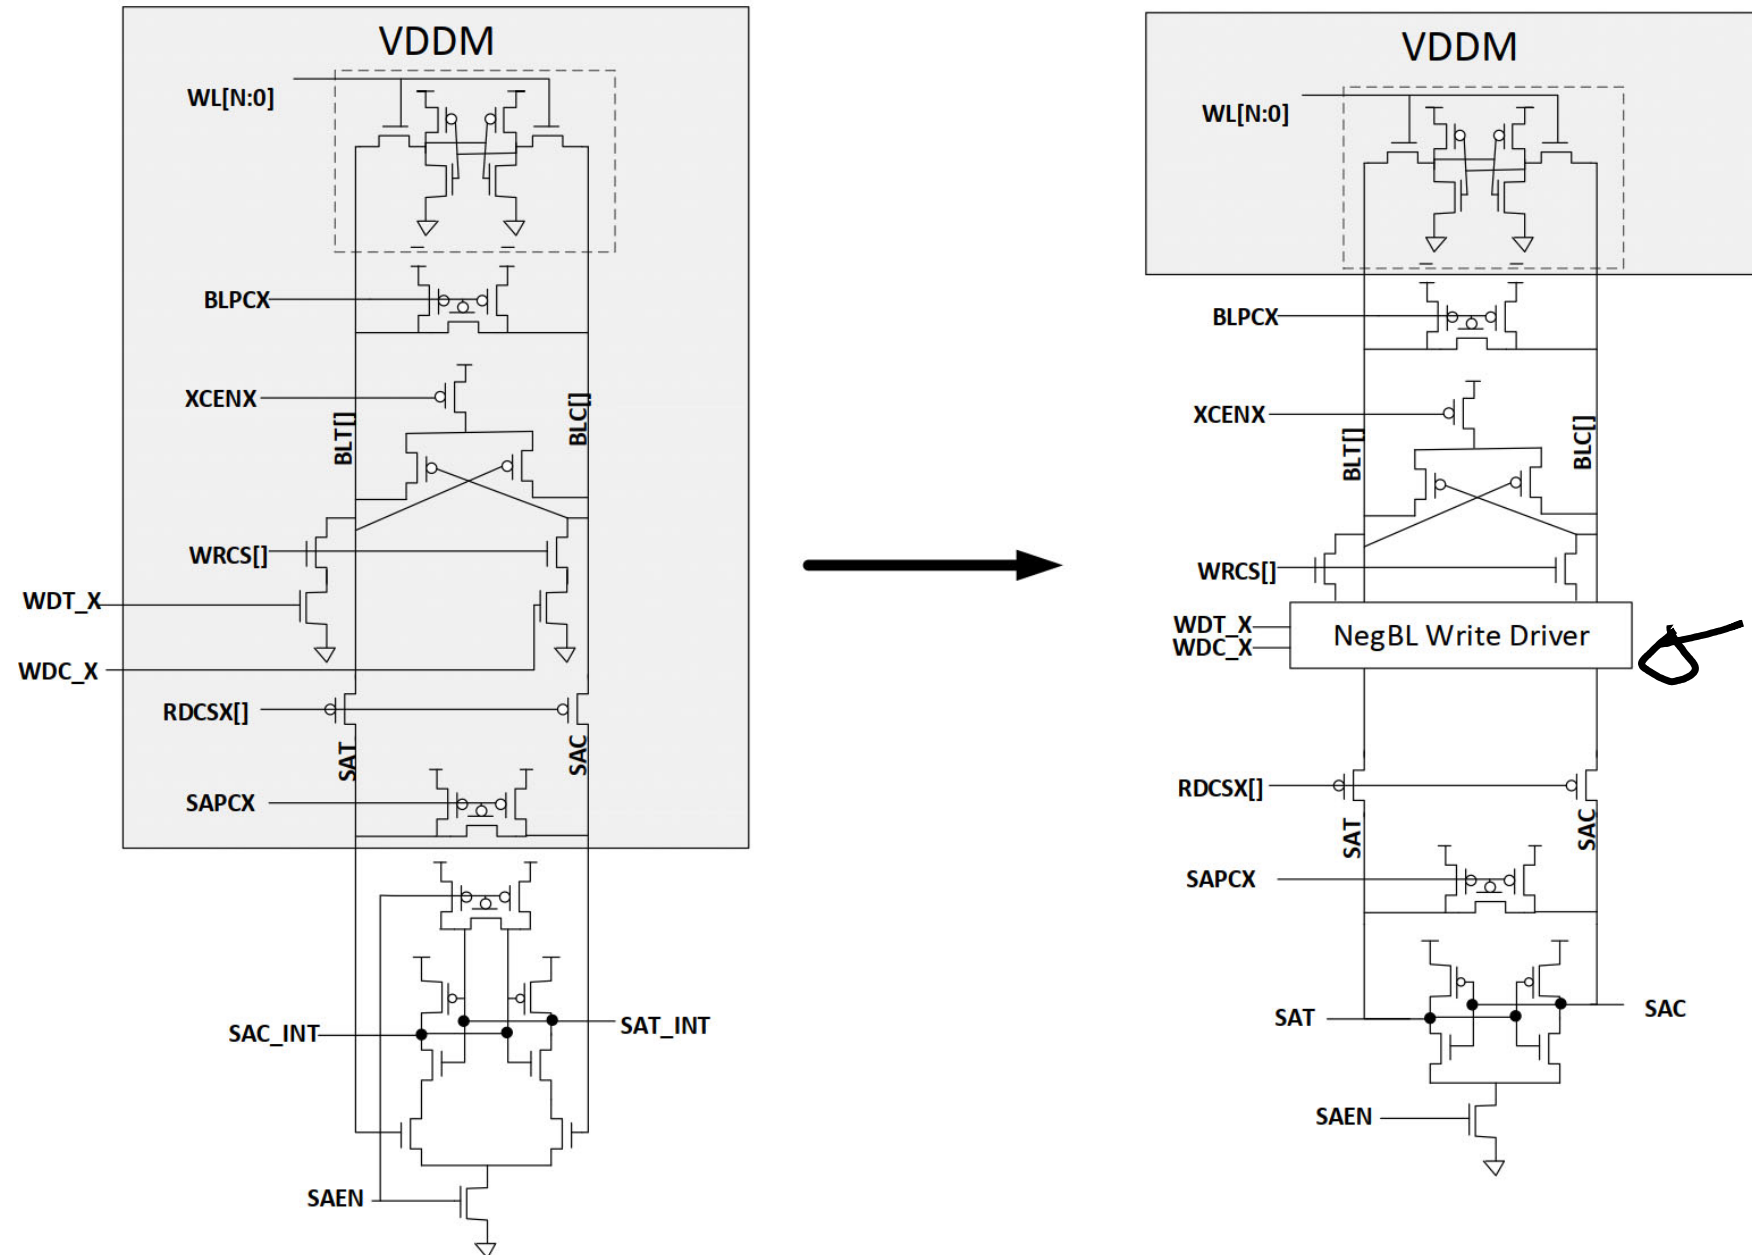 VDDM
WL[N:0]
BLPCX
XCENX
BLT[]
BLC[]
WRCS[]
WDT_X
WDC_X
RDCSX[]
SAT
SAC
SAPCX
SAC_INT
SAT_INT
SAEN
VDDM
WL[N:0]
BLPCX
XCENX
BLT[]
BLC[]
WRCS[]
WDT_X
WDC_X
NegBL Write Driver
RDCSX[]
SAT
SAC
SAPCX
SAT
SAC
SAEN